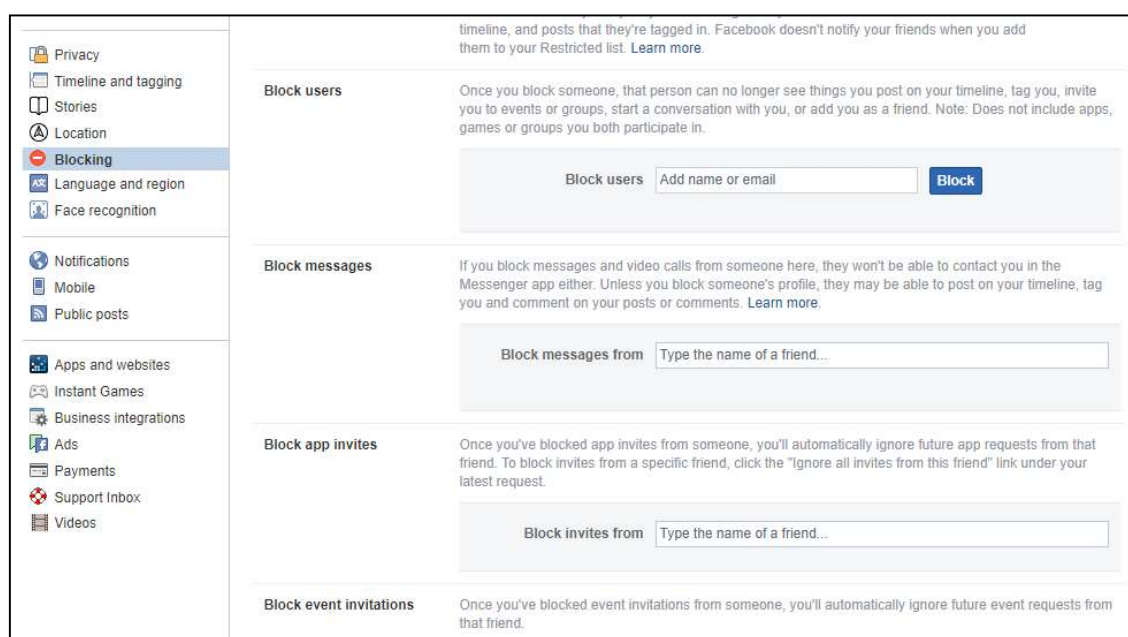 timeline, and posts that they're tagged in. Facebook doesn't notify your friends when you add
them to your Restricted list. Learn more.
Privacy
Timeline and tagging
Stories
Location
Blocking
Language and region
Face recognition
Notifications
Mobile
Public posts
Apps and websites
Instant Games
Business integrations
Ads
Payments
Support Inbox
Videos
Block users
Once you block someone, that person can no longer see things you post on your timeline, tag you, invite
you to events or groups, start a conversation with you, or add you as a friend. Note: Does not include apps,
games or groups you both participate in.
Block users
Add name or email
Block
Block messages
If you block messages and video calls from someone here, they won't be able to contact you in the
Messenger app either. Unless you block someone's profile, they may be able to post on your timeline, tag
you and comment on your posts or comments. Learn more.
Block messages from
Type the name of a friend...
Block app invites
Once you've blocked app invites from someone, you'll automatically ignore future app requests from that
friend. To block invites from a specific friend, click the "Ignore all invites from this friend" link under your
latest request.
Block invites from
Type the name of a friend...
Block event invitations
Once you've blocked event invitations from someone, you'll automatically ignore future event requests from
that friend.